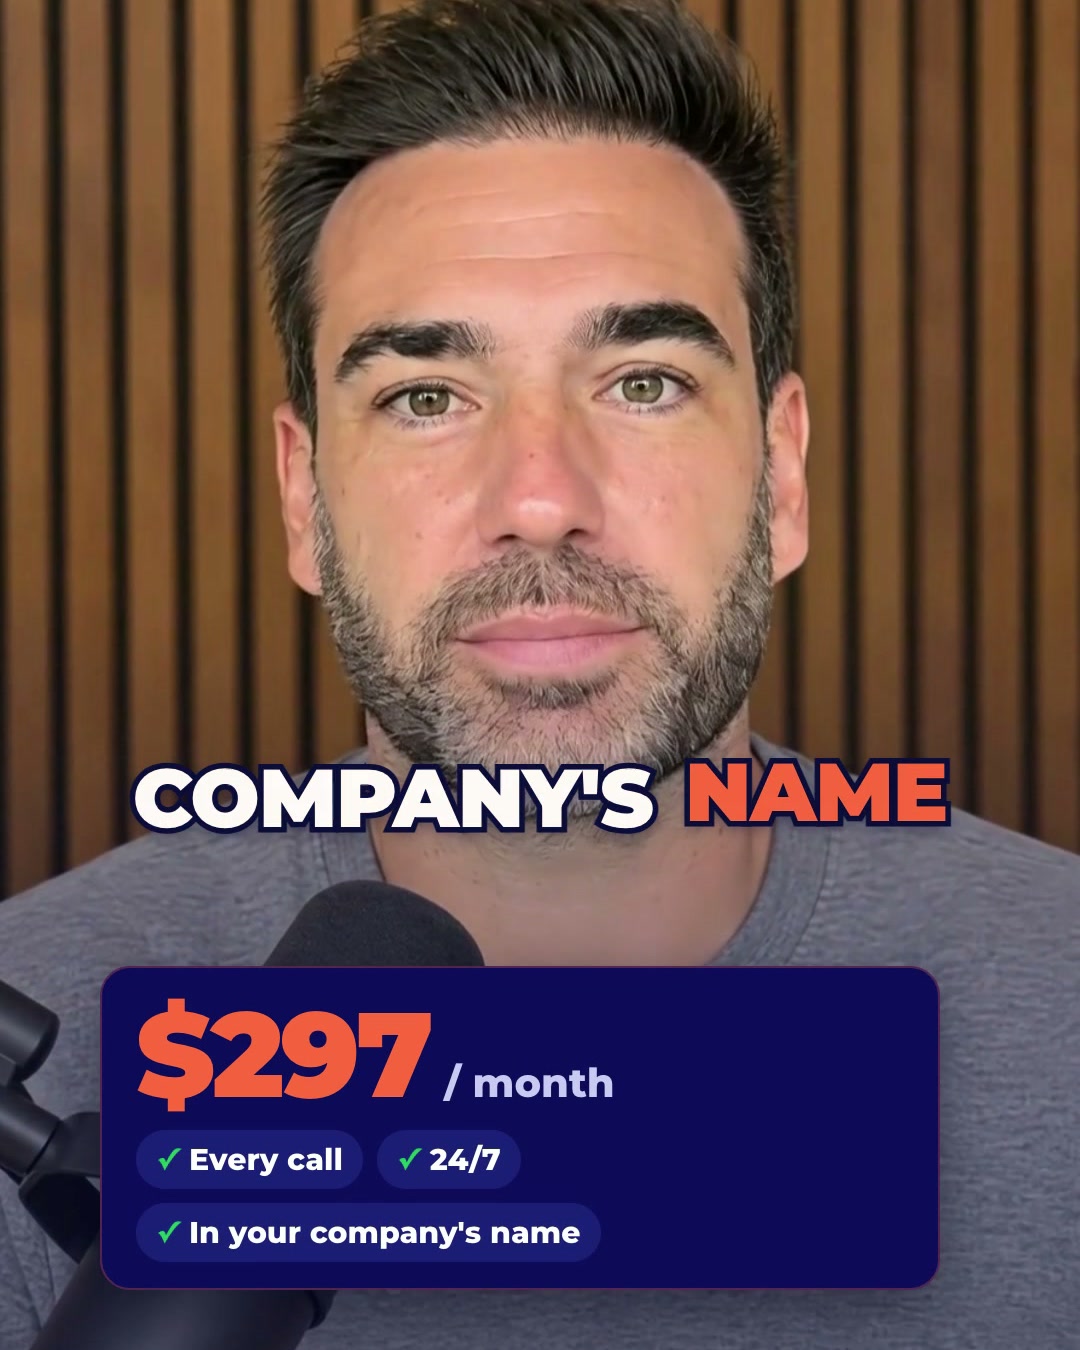 COMPANY'S NAME
$297 / month
✓ Every call ✓ 24/7
✓ In your company's name